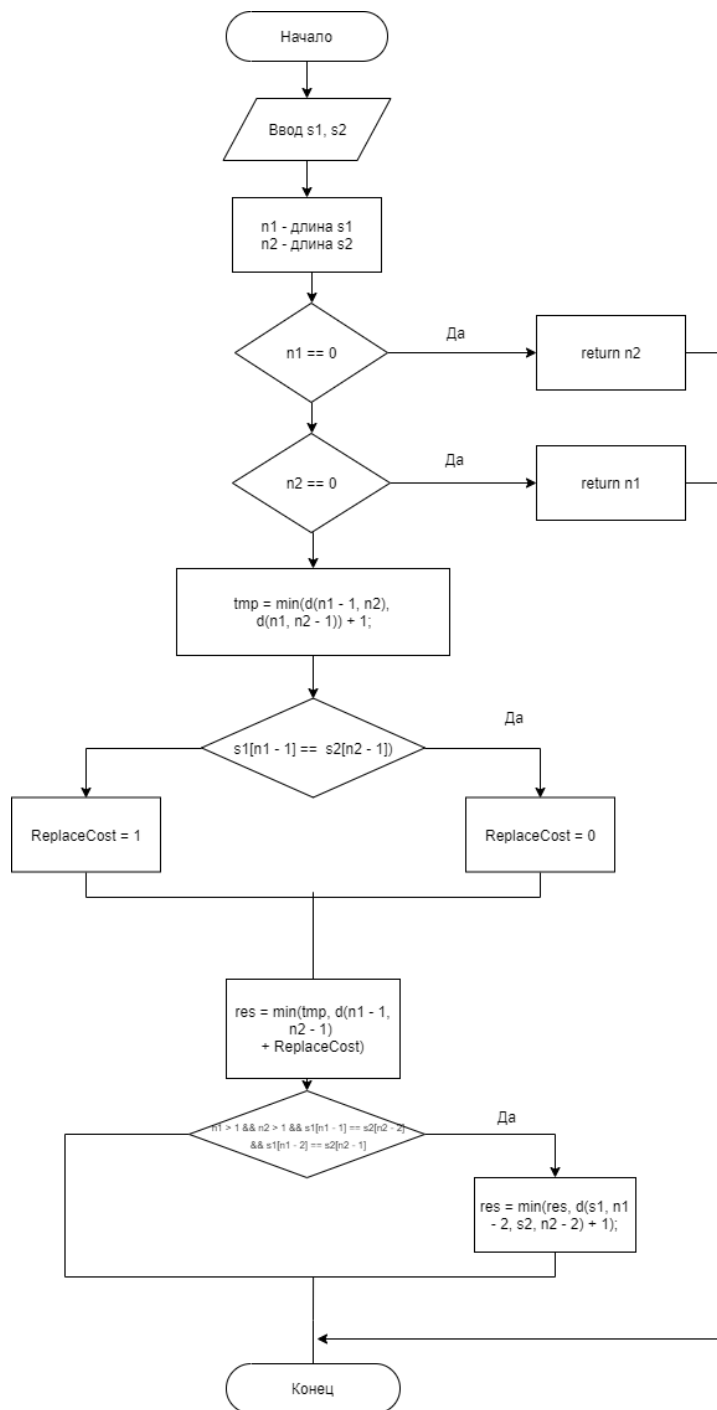 Начало
Ввод s1, s2
n1 - длина s1
n2 - длина s2
n1 == 0
Да
return n2
n2 == 0
Да
return n1
tmp = min(d(n1 - 1, n2),
d(n1, n2 - 1)) + 1;
s1[n1 - 1] == s2[n2 - 1])
Да
ReplaceCost = 1
ReplaceCost = 0
res = min(tmp, d(n1 - 1,
n2 - 1)
+ ReplaceCost)
n1 > 1 && n2 > 1 && s1[n1 - 1] == s2[n2 - 2]
&& s1[n1 - 2] == s2[n2 - 1]
Да
res = min(res, d(s1, n1
- 2, s2, n2 - 2) + 1);
Конец